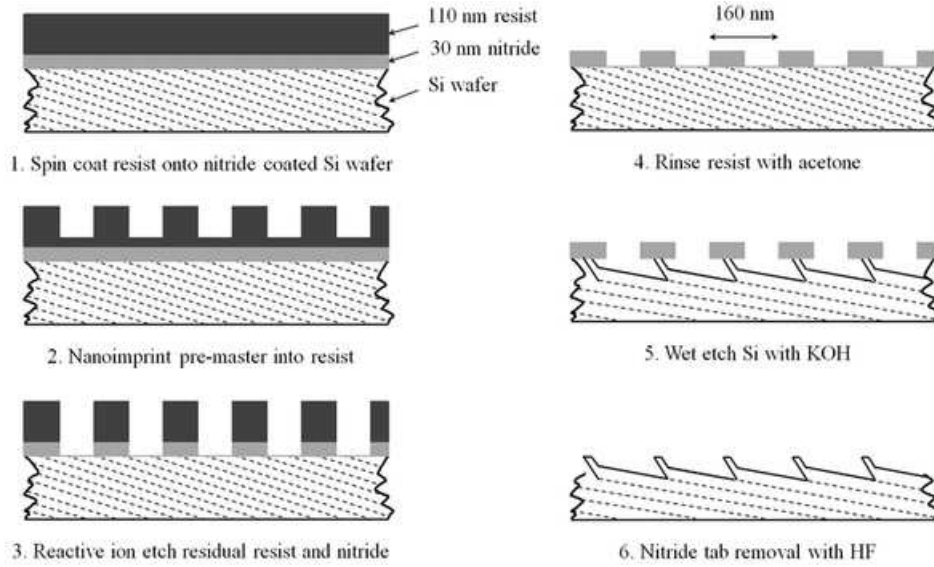 110 nm resist
30 nm nitride
Si wafer
1. Spin coat resist onto nitride coated Si wafer
2. Nanoimprint pre-master into resist
3. Reactive ion etch residual resist and nitride
160 nm
4. Rinse resist with acetone
5. Wet etch Si with KOH
6. Nitride tab removal with HF